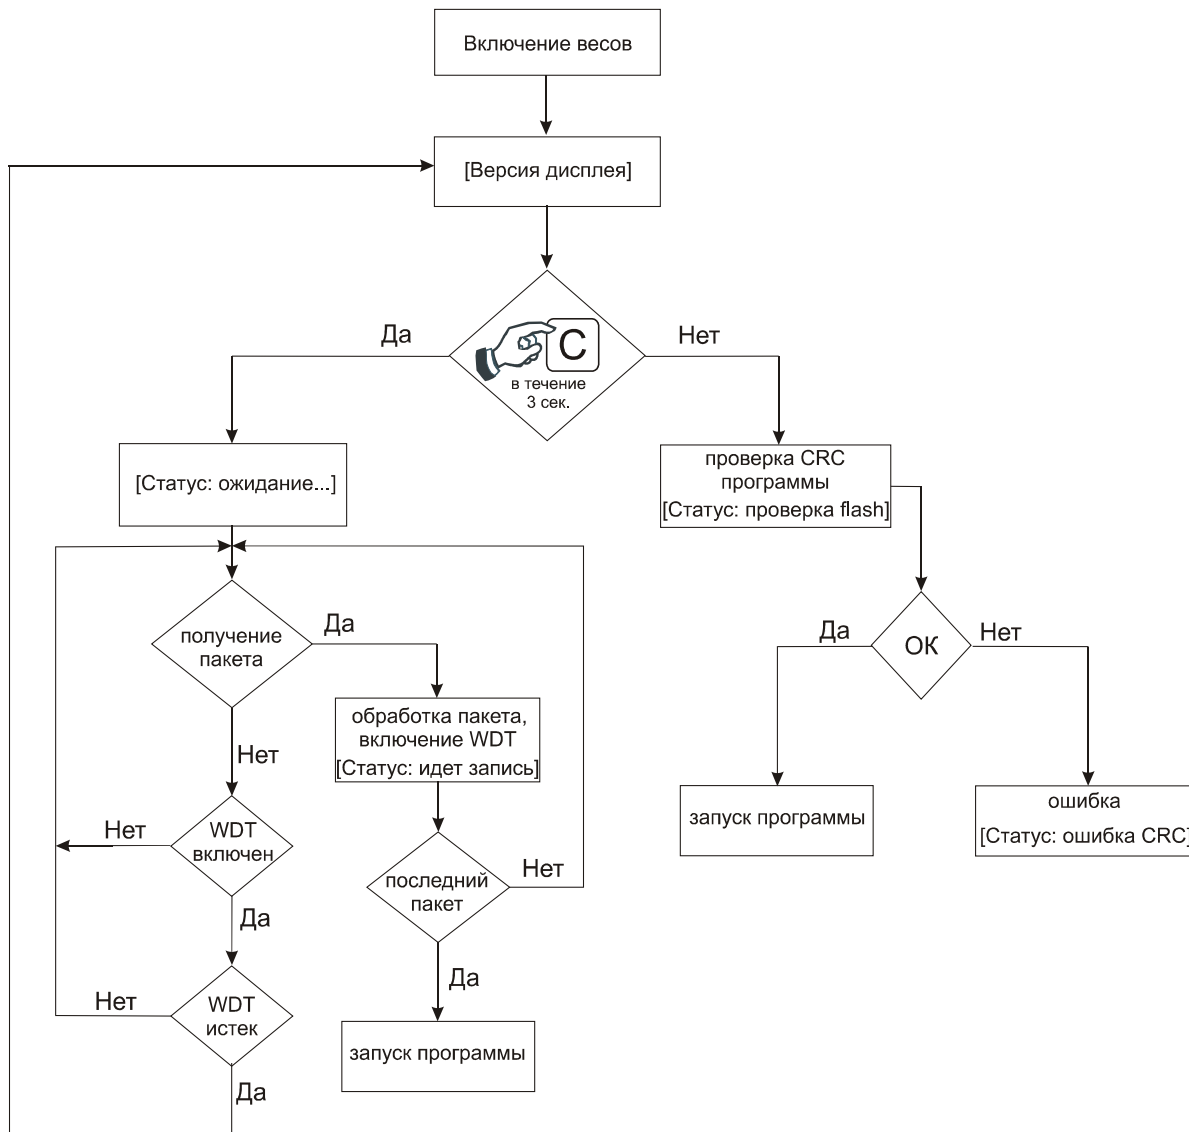 Включение весов
[Версия дисплея]
Да
Нет
C
в течение
3 сек.
[Статус: ожидание...]
проверка CRC
программы
[Статус: проверка flash]
получение
пакета
Да
Да
ОК
Нет
обработка пакета,
включение WDT
[Статус: идет запись]
Нет
запуск программы
ошибка
[Статус: ошибка CRC]
Нет
WDT
включен
последний
пакет
Нет
Да
Да
Нет
WDT
истек
запуск программы
Да